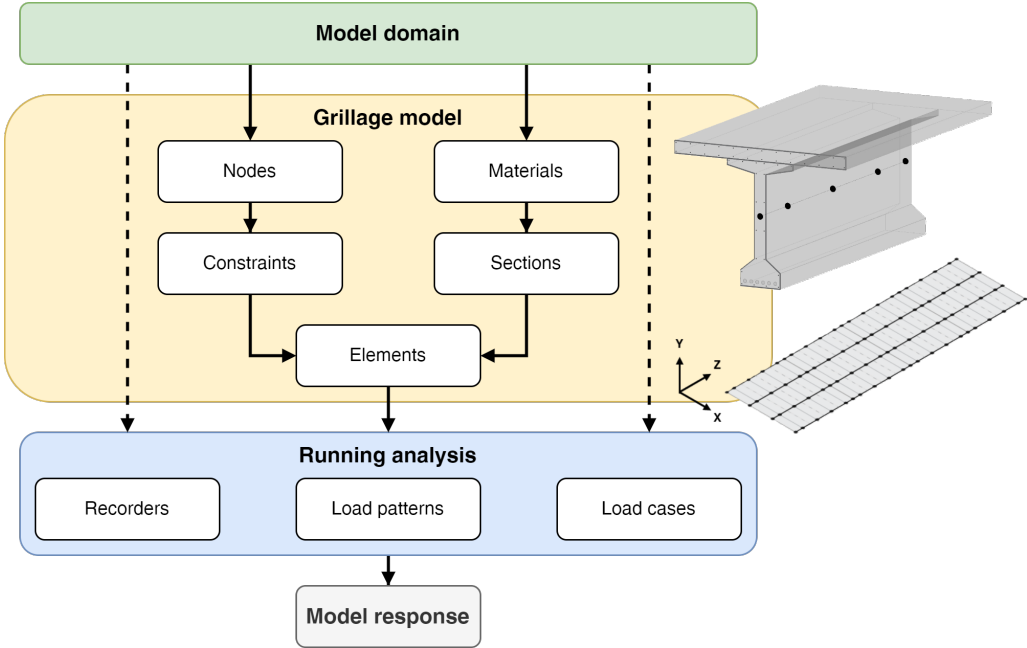 Model domain
Grillage model
Nodes
Materials
Constraints
Sections
Elements
Y
Z
X
Running analysis
Recorders
Load patterns
Load cases
Model response